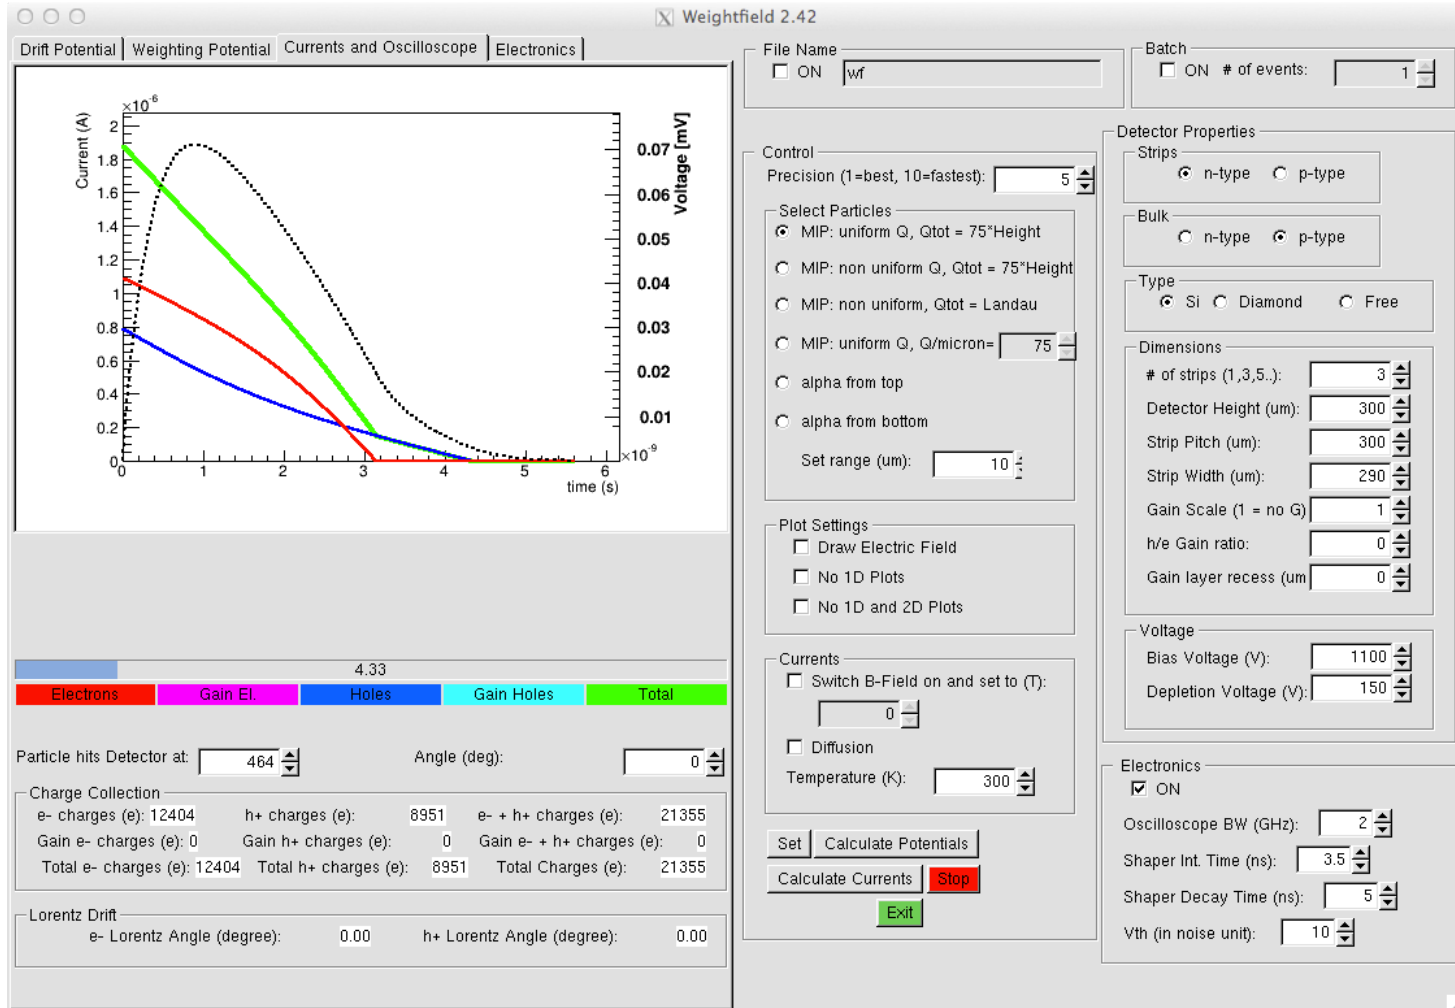 X Weightfield 2.42
Drift Potential Weighting Potential Currents and Oscilloscope Electronics
×10⁻⁶
Current (A)
2
1.8
1.6
1.4
1.2
1
0.8
0.6
0.4
0.2
0
0 1 2 3 4 5 6
×10⁻⁹
time (s)
Voltage [mV]
0.07
0.06
0.05
0.04
0.03
0.02
0.01
4.33
Electrons Gain El. Holes Gain Holes Total
Particle hits Detector at: 464 Angle (deg): 0
Charge Collection
e- charges (e): 12404 h+ charges (e): 8951 e- + h+ charges (e): 21355
Gain e- charges (e): 0 Gain h+ charges (e): 0 Gain e- + h+ charges (e): 0
Total e- charges (e): 12404 Total h+ charges (e): 8951 Total Charges (e): 21355
Lorentz Drift
e- Lorentz Angle (degree): 0.00 h+ Lorentz Angle (degree): 0.00
File Name
ON wf
Batch
ON # of events: 1
Control
Precision (1=best, 10=fastest): 5
Select Particles
MIP: uniform Q, Qtot = 75*Height
MIP: non uniform Q, Qtot = 75*Height
MIP: non uniform, Qtot = Landau
MIP: uniform Q, Q/micron= 75
alpha from top
alpha from bottom
Set range (um): 10
Plot Settings
Draw Electric Field
No 1D Plots
No 1D and 2D Plots
Currents
Switch B-Field on and set to (T):
0
Diffusion
Temperature (K): 300
Set Calculate Potentials
Calculate Currents Stop
Exit
Detector Properties
Strips
n-type p-type
Bulk
n-type p-type
Type
Si Diamond Free
Dimensions
# of strips (1,3,5..): 3
Detector Height (um): 300
Strip Pitch (um): 300
Strip Width (um): 290
Gain Scale (1 = no G) 1
h/e Gain ratio: 0
Gain layer recess (um 0
Voltage
Bias Voltage (V): 1100
Depletion Voltage (V): 150
Electronics
ON
Oscilloscope BW (GHz): 2
Shaper Int. Time (ns): 3.5
Shaper Decay Time (ns): 5
Vth (in noise unit): 10